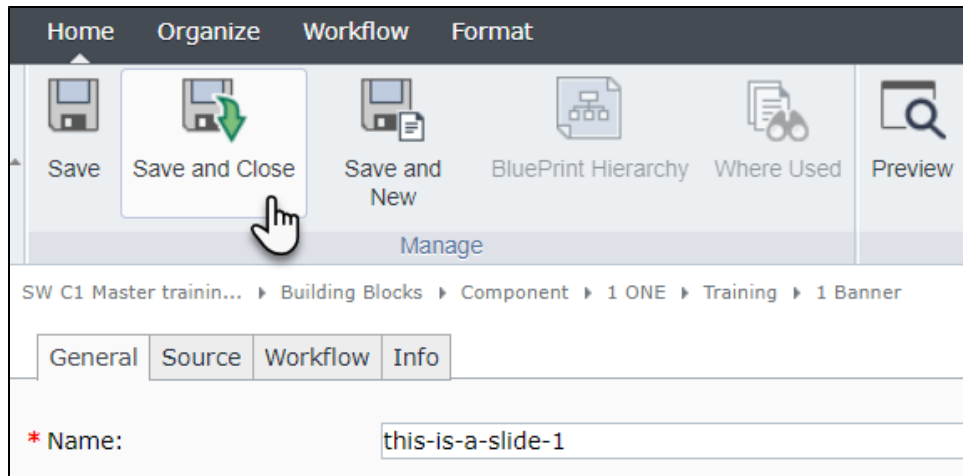 Home Organize Workflow Format
Save Save and Close Save and New BluePrint Hierarchy Where Used Preview
Manage
SW C1 Master trainin... Building Blocks Component 1 ONE Training 1 Banner
General Source Workflow Info
* Name: this-is-a-slide-1